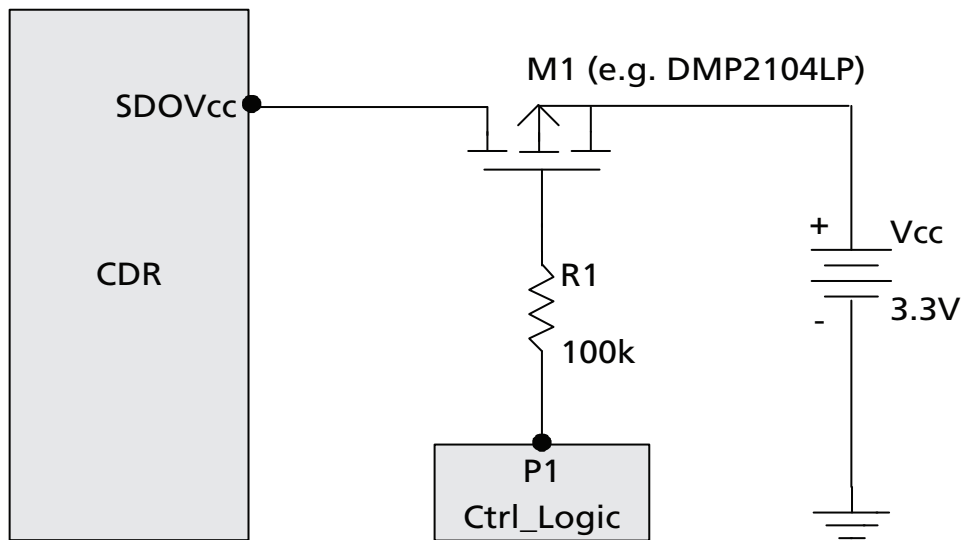 M1 (e.g. DMP2104LP)
SDOVcc
+
Vcc
CDR
R1
3.3V
-
100k
P1
Ctrl_Logic